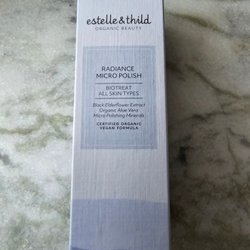 estelle & thild
ORGANIC BEAUTY
RADIANCE
MICRO POLISH
BIOTREAT
ALL SKIN TYPES
Black Elderflower Extract
Organic Aloe Vera
Micro Polishing Minerals
CERTIFIED ORGANIC
VEGAN FORMULA